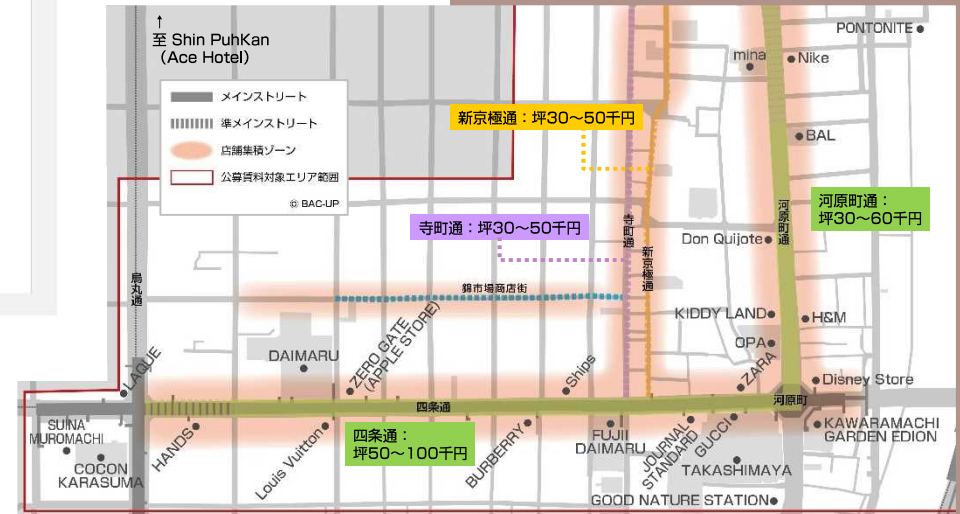 ↑
至 Shin PuhKan
(Ace Hotel)
メインストリート
準メインストリート
店舗集積ゾーン
公募賃料対象エリア範囲
© BAC-UP
PONTONITE
mina
Nike
新京極通：坪30～50千円
BAL
河原町通：
坪30～60千円
寺町通：坪30～50千円
寺町通
河原町通
Don Quijote
新京極通
烏丸通
錦市場商店街
KIDDY LAND
H&M
OPA
DAIMARU
ZERO GATE
(APPLE STORE)
LAQUE
Ships
ZARA
Disney Store
四条通
河原町
SUINA
MUROMACHI
COCON
KARASUMA
HANDS
Louis Vuitton
四条通：
坪50～100千円
BURBERRY
FUJII
DAIMARU
JOURNAL
STANDARD
GUCCI
KAWARAMACHI
GARDEN EDION
TAKASHIMAYA
GOOD NATURE STATION